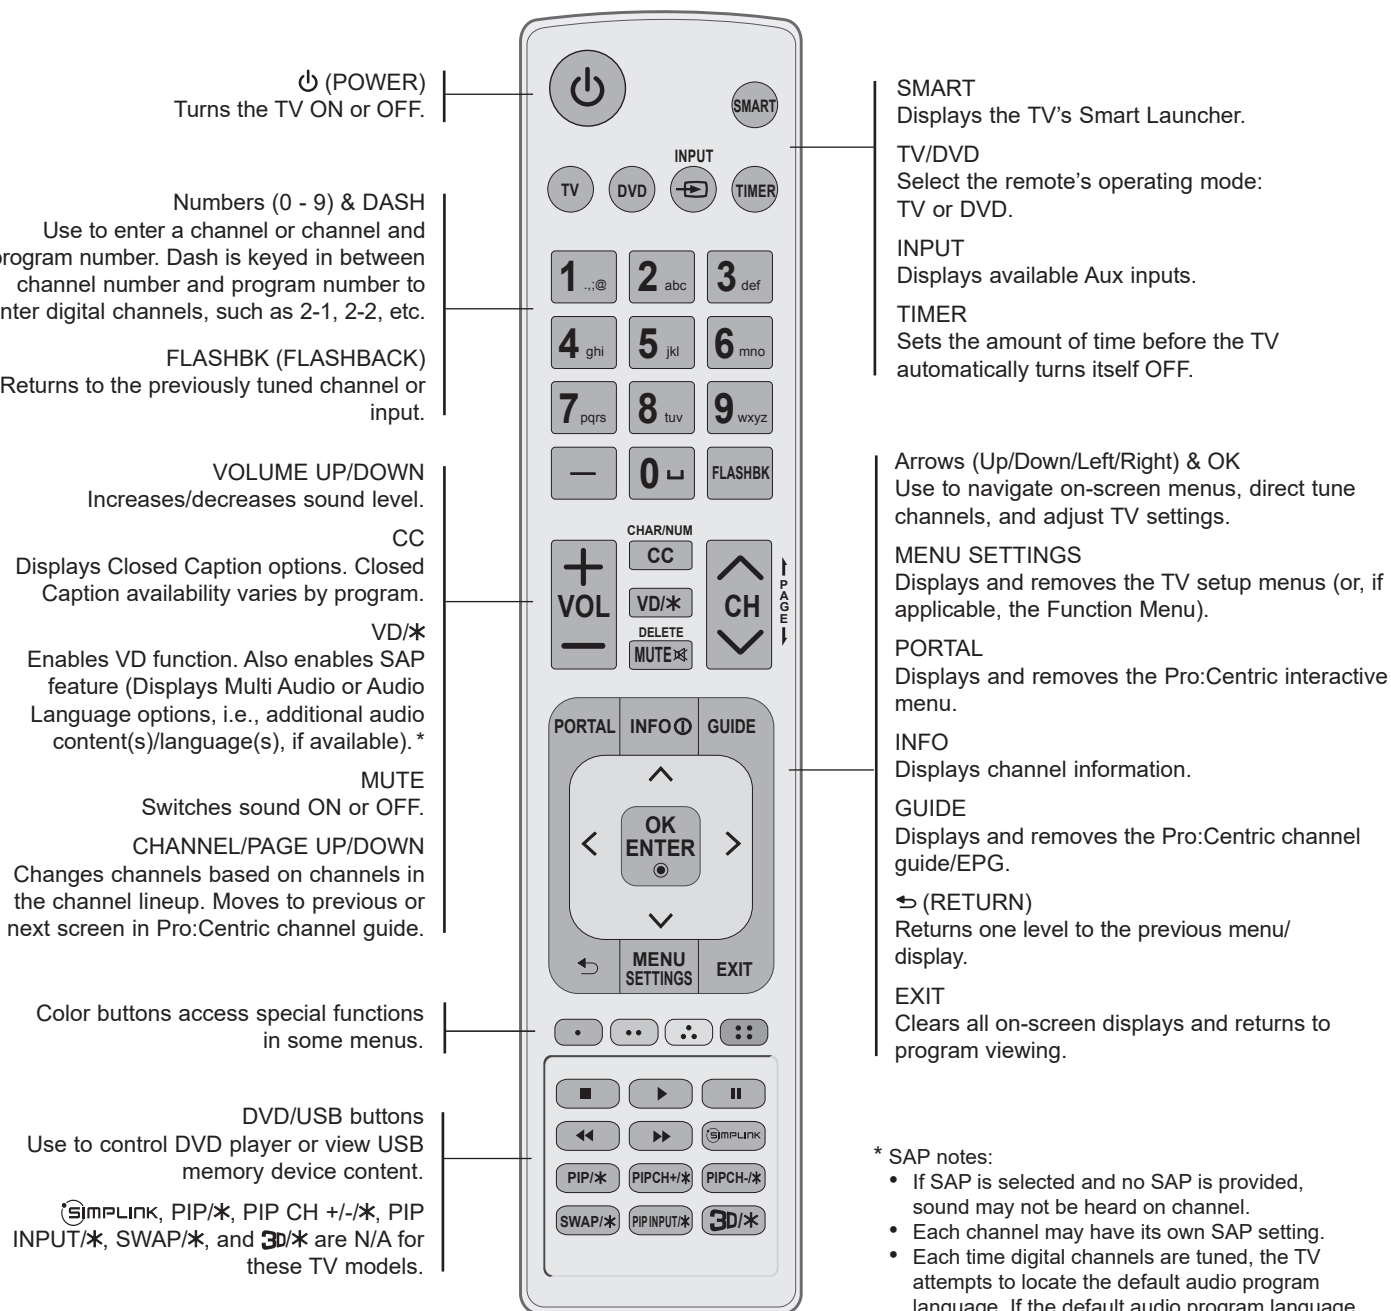 ⏻ (POWER)
Turns the TV ON or OFF.
Numbers (0 - 9) & DASH
Use to enter a channel or channel and
program number. Dash is keyed in between
channel number and program number to
nter digital channels, such as 2-1, 2-2, etc.
FLASHBK (FLASHBACK)
Returns to the previously tuned channel or
input.
VOLUME UP/DOWN
Increases/decreases sound level.
CC
Displays Closed Caption options. Closed
Caption availability varies by program.
VD/*
Enables VD function. Also enables SAP
feature (Displays Multi Audio or Audio
Language options, i.e., additional audio
content(s)/language(s), if available). *
MUTE
Switches sound ON or OFF.
CHANNEL/PAGE UP/DOWN
Changes channels based on channels in
the channel lineup. Moves to previous or
next screen in Pro:Centric channel guide.
Color buttons access special functions
in some menus.
DVD/USB buttons
Use to control DVD player or view USB
memory device content.
SIMPLINK, PIP/*, PIP CH +/-/*, PIP
INPUT/*, SWAP/*, and 3D/* are N/A for
these TV models.
SMART
INPUT
TV DVD TIMER
1 .,;@ 2 abc 3 def
4 ghi 5 jkl 6 mno
7 pqrs 8 tuv 9 wxyz
— 0 ␣ FLASHBK
CHAR/NUM
+ CC
VOL VD/* CH PAGE
DELETE
— MUTE
PORTAL INFO GUIDE
OK
ENTER
MENU
SETTINGS EXIT
SIMPLINK
PIP/* PIPCH+/* PIPCH-/*
SWAP/* PIP INPUT/* 3D/*
SMART
Displays the TV's Smart Launcher.
TV/DVD
Select the remote's operating mode:
TV or DVD.
INPUT
Displays available Aux inputs.
TIMER
Sets the amount of time before the TV
automatically turns itself OFF.
Arrows (Up/Down/Left/Right) & OK
Use to navigate on-screen menus, direct tune
channels, and adjust TV settings.
MENU SETTINGS
Displays and removes the TV setup menus (or, if
applicable, the Function Menu).
PORTAL
Displays and removes the Pro:Centric interactive
menu.
INFO
Displays channel information.
GUIDE
Displays and removes the Pro:Centric channel
guide/EPG.
⮌ (RETURN)
Returns one level to the previous menu/
display.
EXIT
Clears all on-screen displays and returns to
program viewing.
* SAP notes:
• If SAP is selected and no SAP is provided,
sound may not be heard on channel.
• Each channel may have its own SAP setting.
• Each time digital channels are tuned, the TV
attempts to locate the default audio program
language. If the default audio program language